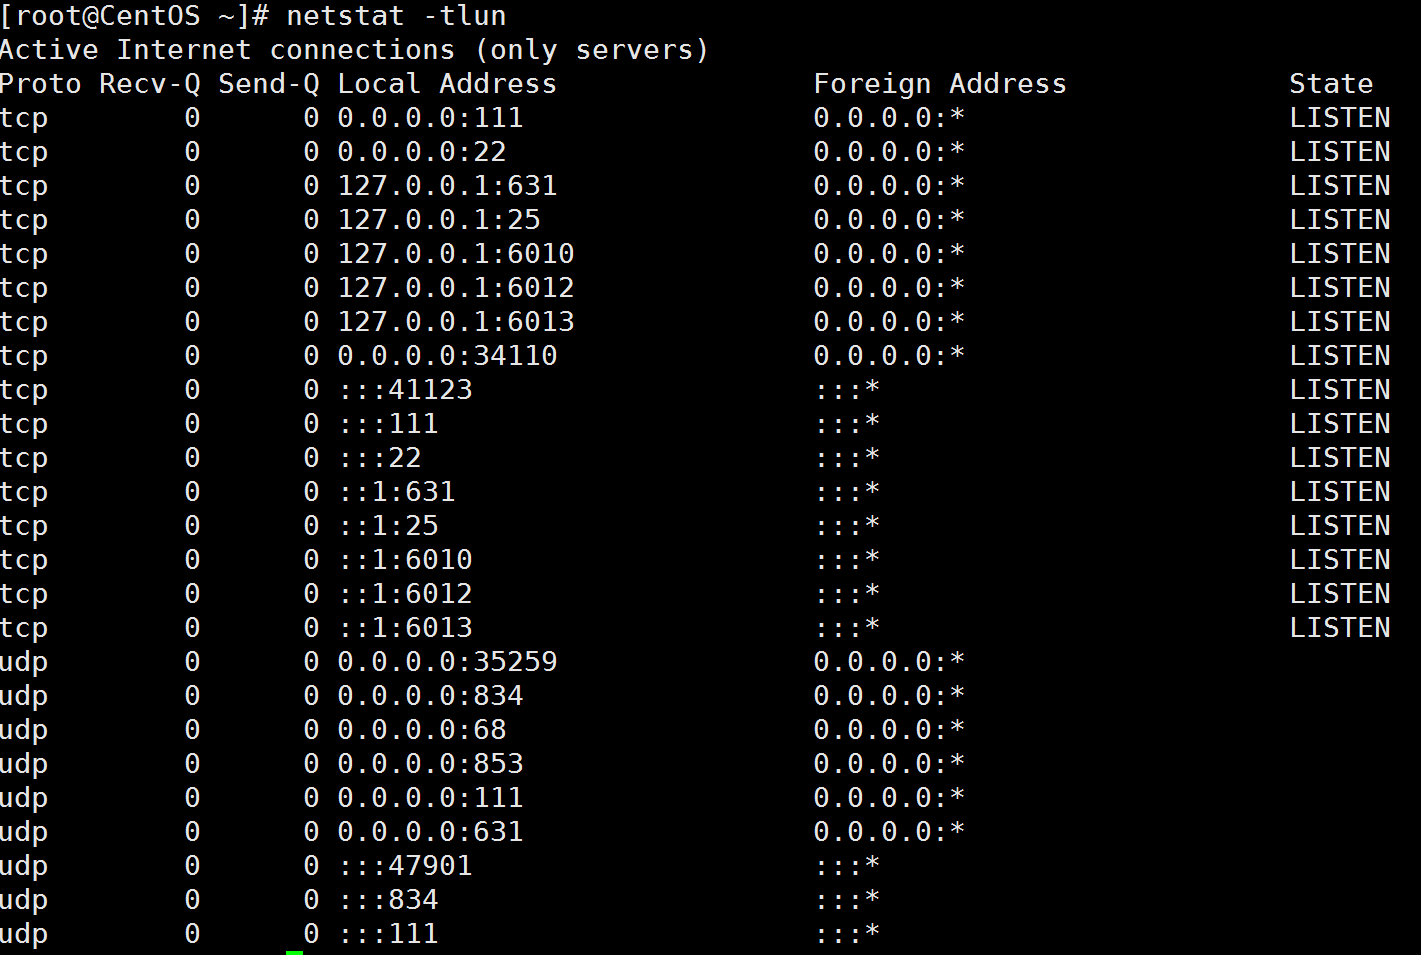 [root@CentOS ~]# netstat -tlun
Active Internet connections (only servers)
Proto Recv-Q Send-Q Local Address               Foreign Address             State
tcp        0      0 0.0.0.0:111                 0.0.0.0:*                   LISTEN
tcp        0      0 0.0.0.0:22                  0.0.0.0:*                   LISTEN
tcp        0      0 127.0.0.1:631               0.0.0.0:*                   LISTEN
tcp        0      0 127.0.0.1:25                0.0.0.0:*                   LISTEN
tcp        0      0 127.0.0.1:6010              0.0.0.0:*                   LISTEN
tcp        0      0 127.0.0.1:6012              0.0.0.0:*                   LISTEN
tcp        0      0 127.0.0.1:6013              0.0.0.0:*                   LISTEN
tcp        0      0 0.0.0.0:34110               0.0.0.0:*                   LISTEN
tcp        0      0 :::41123                    :::*                        LISTEN
tcp        0      0 :::111                      :::*                        LISTEN
tcp        0      0 :::22                       :::*                        LISTEN
tcp        0      0 ::1:631                     :::*                        LISTEN
tcp        0      0 ::1:25                      :::*                        LISTEN
tcp        0      0 ::1:6010                    :::*                        LISTEN
tcp        0      0 ::1:6012                    :::*                        LISTEN
tcp        0      0 ::1:6013                    :::*                        LISTEN
udp        0      0 0.0.0.0:35259               0.0.0.0:*
udp        0      0 0.0.0.0:834                 0.0.0.0:*
udp        0      0 0.0.0.0:68                  0.0.0.0:*
udp        0      0 0.0.0.0:853                 0.0.0.0:*
udp        0      0 0.0.0.0:111                 0.0.0.0:*
udp        0      0 0.0.0.0:631                 0.0.0.0:*
udp        0      0 :::47901                    :::*
udp        0      0 :::834                      :::*
udp        0      0 :::111                      :::*